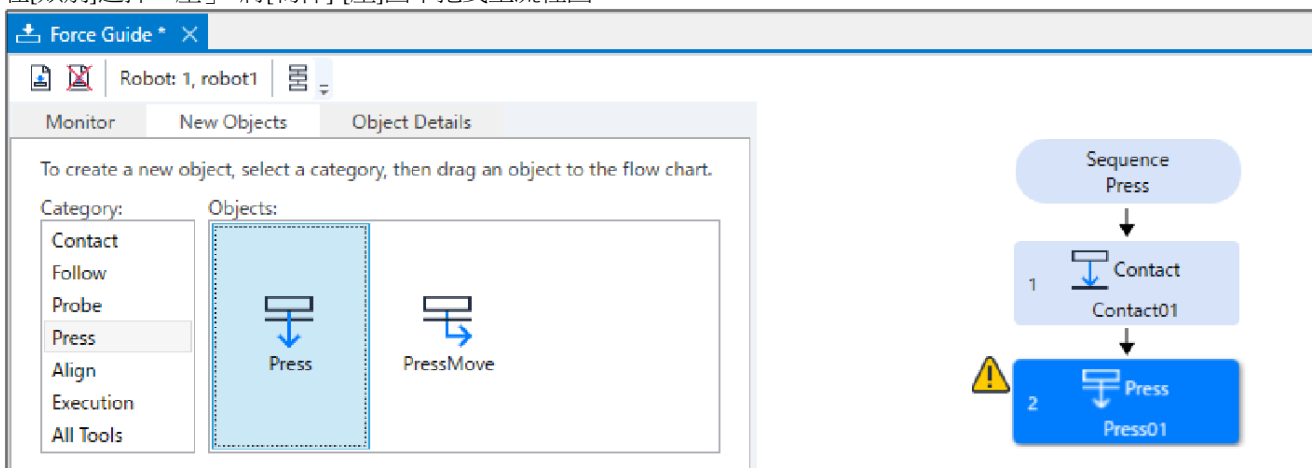 Force Guide *
Robot: 1, robot1
Monitor New Objects Object Details
To create a new object, select a category, then drag an object to the flow chart.
Category: Objects:
Contact
Follow
Probe
Press
Align
Execution
All Tools
Press
PressMove
Sequence
Press
1 Contact
Contact01
2 Press
Press01